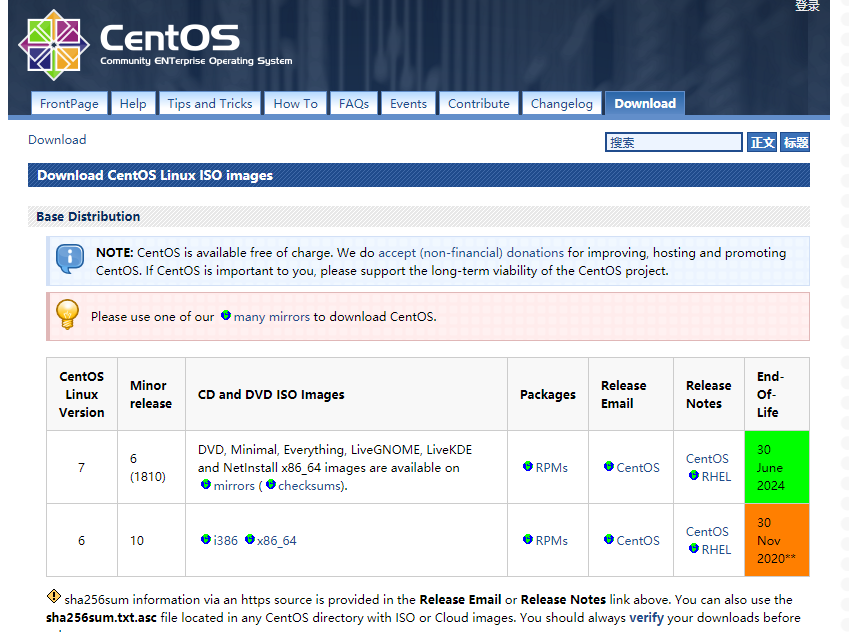 登录
CentOS
Community ENTerprise Operating System
FrontPage Help Tips and Tricks How To FAQs Events Contribute Changelog Download
Download
搜索 正文 标题
Download CentOS Linux ISO images
Base Distribution
NOTE: CentOS is available free of charge. We do accept (non-financial) donations for improving, hosting and promoting
CentOS. If CentOS is important to you, please support the long-term viability of the CentOS project.
Please use one of our many mirrors to download CentOS.
CentOS
Linux
Version
Minor
release
CD and DVD ISO Images
Packages
Release
Email
Release
Notes
End-
Of-
Life
7
6
(1810)
DVD, Minimal, Everything, LiveGNOME, LiveKDE
and NetInstall x86_64 images are available on
mirrors ( checksums).
RPMs
CentOS
CentOS
RHEL
30
June
2024
6
10
i386 x86_64
RPMs
CentOS
CentOS
RHEL
30
Nov
2020**
sha256sum information via an https source is provided in the Release Email or Release Notes link above. You can also use the
sha256sum.txt.asc file located in any CentOS directory with ISO or Cloud images. You should always verify your downloads before